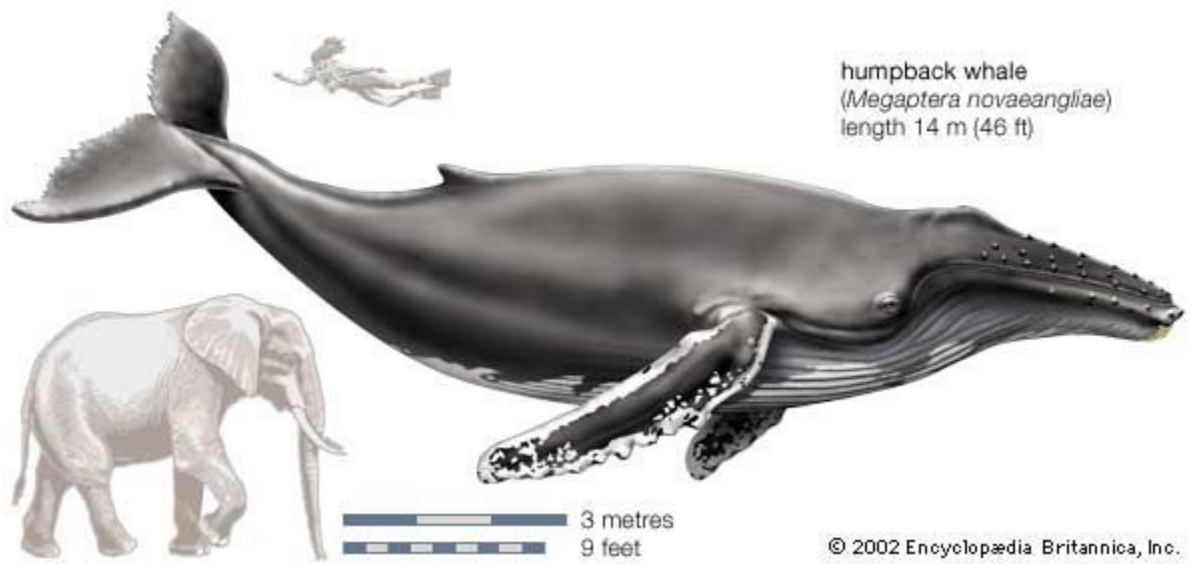 humpback whale
(Megaptera novaeangliae)
length 14 m (46 ft)
3 metres
9 feet
© 2002 Encyclopædia Britannica, Inc.